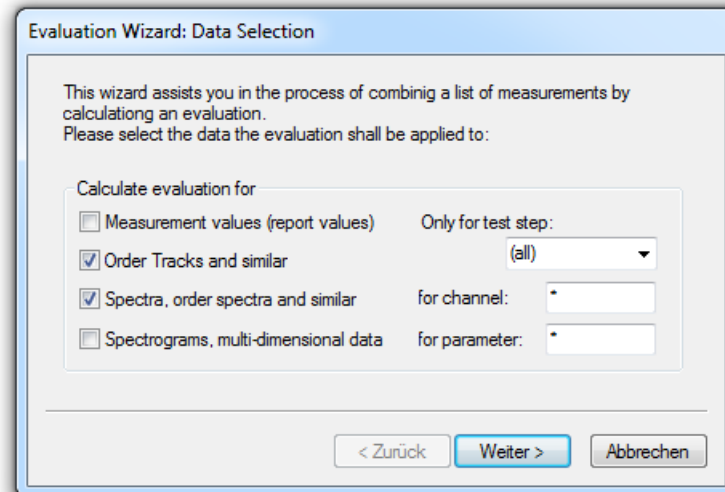 Evaluation Wizard: Data Selection
This wizard assists you in the process of combinig a list of measurements by
calculationg an evaluation.
Please select the data the evaluation shall be applied to:
Calculate evaluation for
Measurement values (report values)
Only for test step:
Order Tracks and similar
(all)
Spectra, order spectra and similar
for channel:
*
Spectrograms, multi-dimensional data
for parameter:
*
< Zurück
Weiter >
Abbrechen